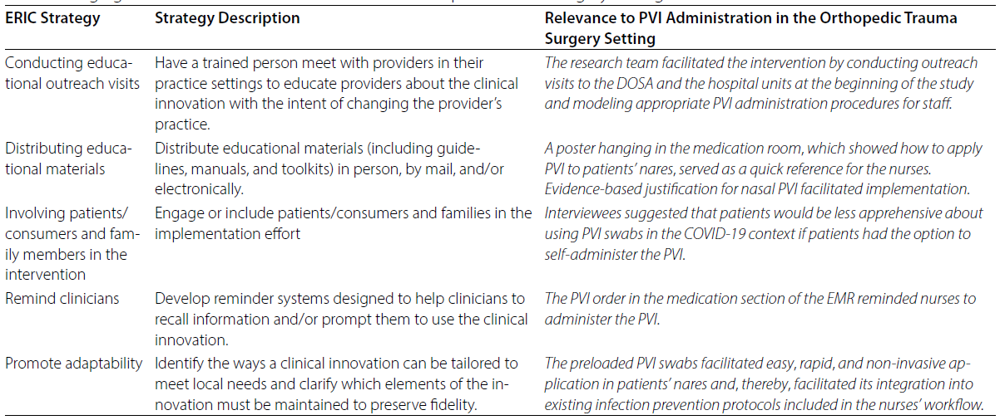 ERIC Strategy Strategy Description Relevance to PVI Administration in the Orthopedic Trauma
Surgery Setting
Conducting educa-
tional outreach visits
Have a trained person meet with providers in their
practice settings to educate providers about the clinical
innovation with the intent of changing the provider's
practice.
The research team facilitated the intervention by conducting outreach
visits to the DOSA and the hospital units at the beginning of the study
and modeling appropriate PVI administration procedures for staff.
Distributing educa-
tional materials
Distribute educational materials (including guide-
lines, manuals, and toolkits) in person, by mail, and/or
electronically.
A poster hanging in the medication room, which showed how to apply
PVI to patients' nares, served as a quick reference for the nurses.
Evidence-based justification for nasal PVI facilitated implementation.
Involving patients/
consumers and fam-
ily members in the
intervention
Engage or include patients/consumers and families in the
implementation effort
Interviewees suggested that patients would be less apprehensive about
using PVI swabs in the COVID-19 context if patients had the option to
self-administer the PVI.
Remind clinicians
Develop reminder systems designed to help clinicians to
recall information and/or prompt them to use the clinical
innovation.
The PVI order in the medication section of the EMR reminded nurses to
administer the PVI.
Promote adaptability
Identify the ways a clinical innovation can be tailored to
meet local needs and clarify which elements of the in-
novation must be maintained to preserve fidelity.
The preloaded PVI swabs facilitated easy, rapid, and non-invasive ap-
plication in patients' nares and, thereby, facilitated its integration into
existing infection prevention protocols included in the nurses' workflow.